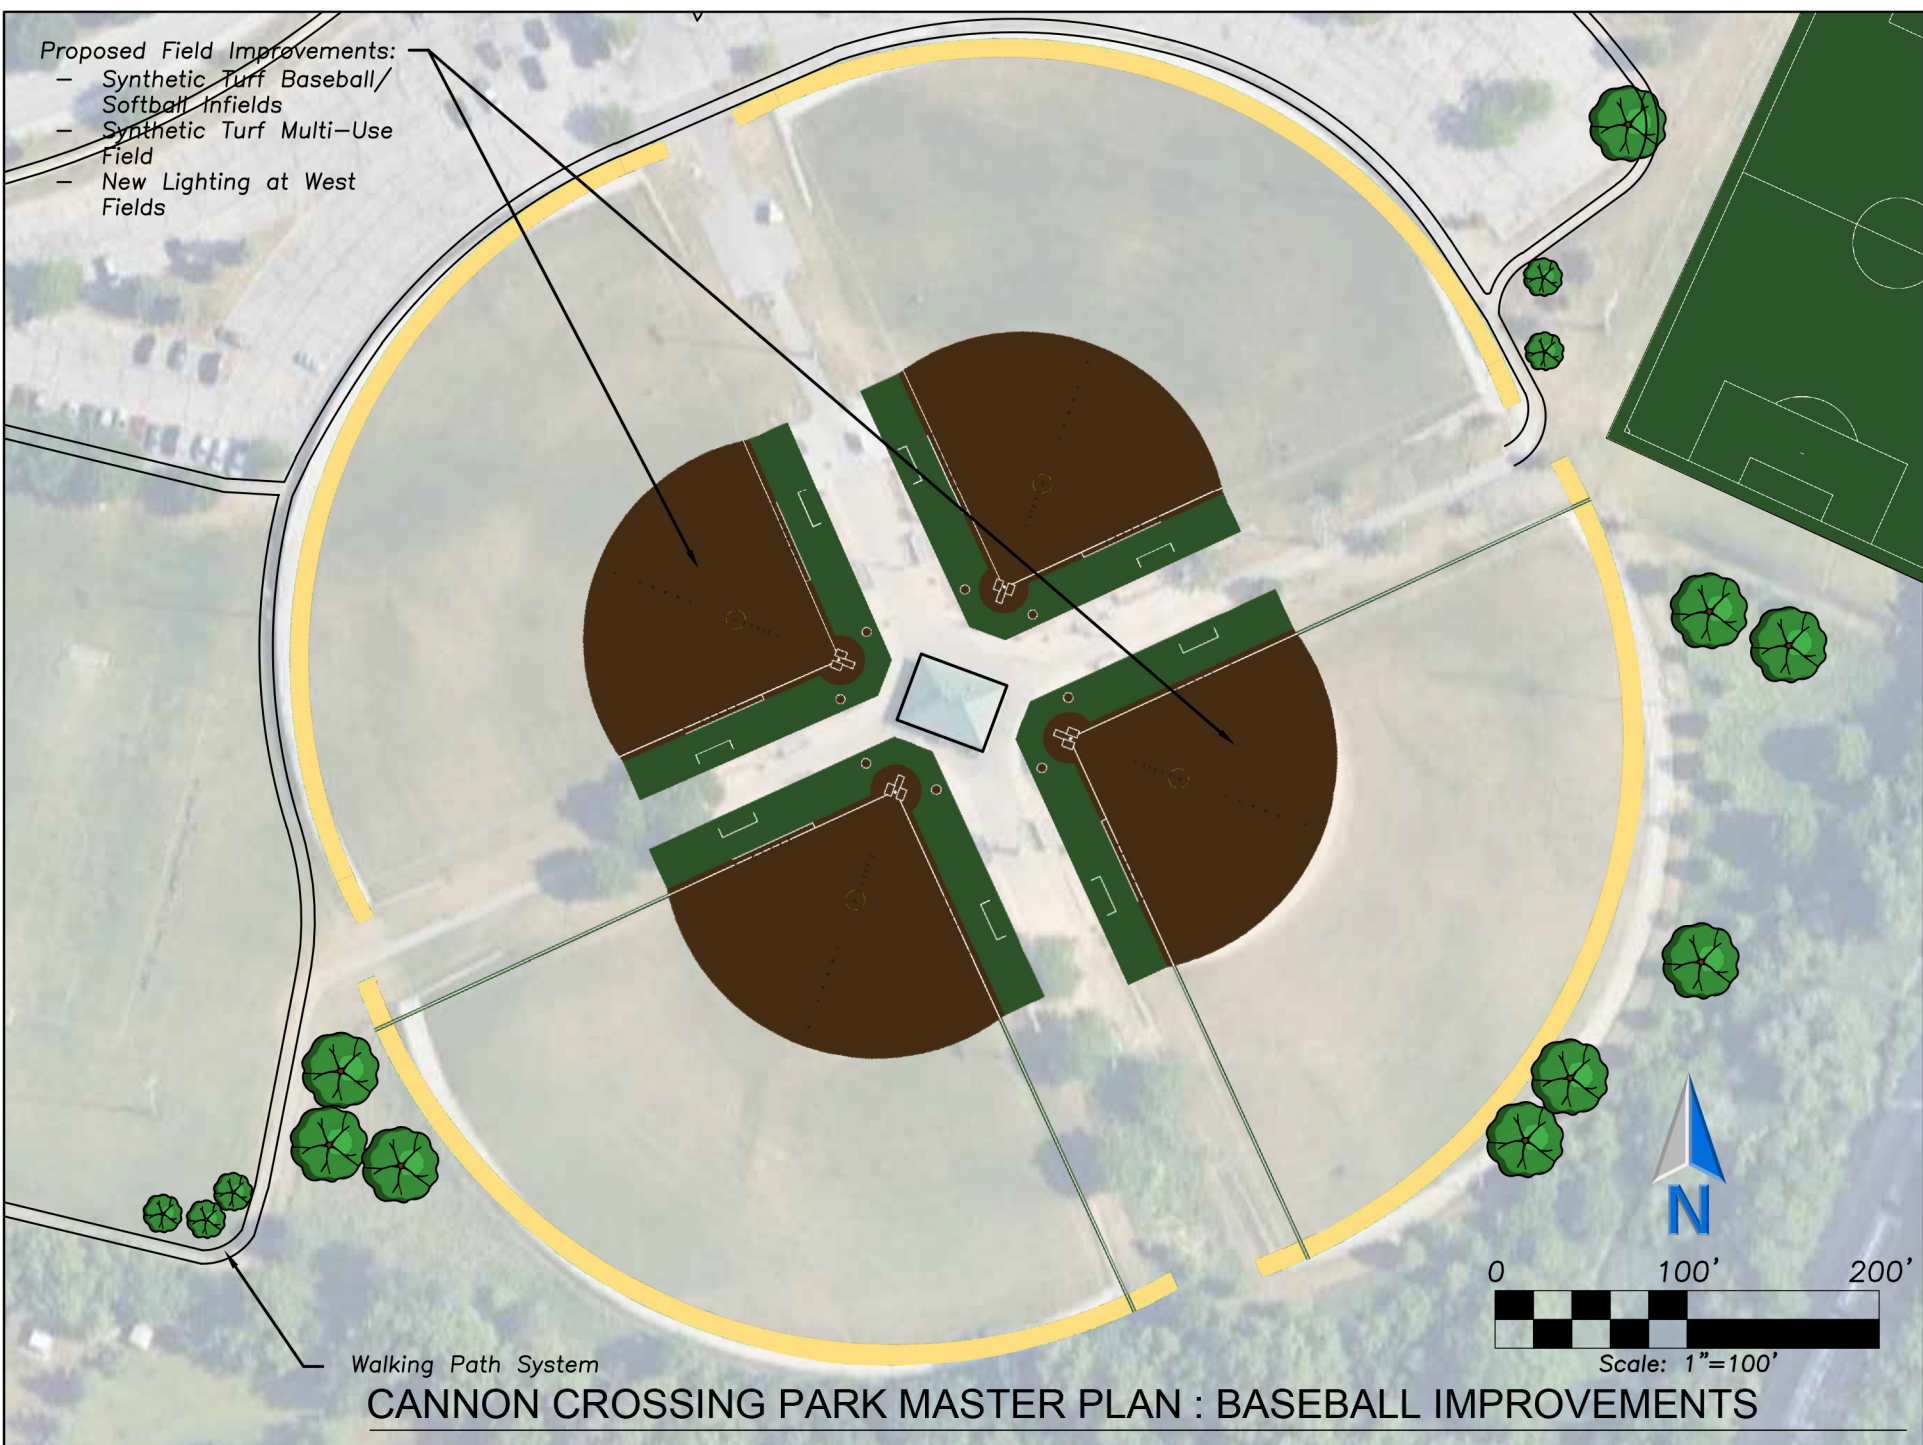 Proposed Field Improvements:
– Synthetic Turf Baseball/
Softball Infields
– Synthetic Turf Multi-Use
Field
– New Lighting at West
Fields
N
0 100' 200'
Scale: 1"=100'
Walking Path System
CANNON CROSSING PARK MASTER PLAN : BASEBALL IMPROVEMENTS